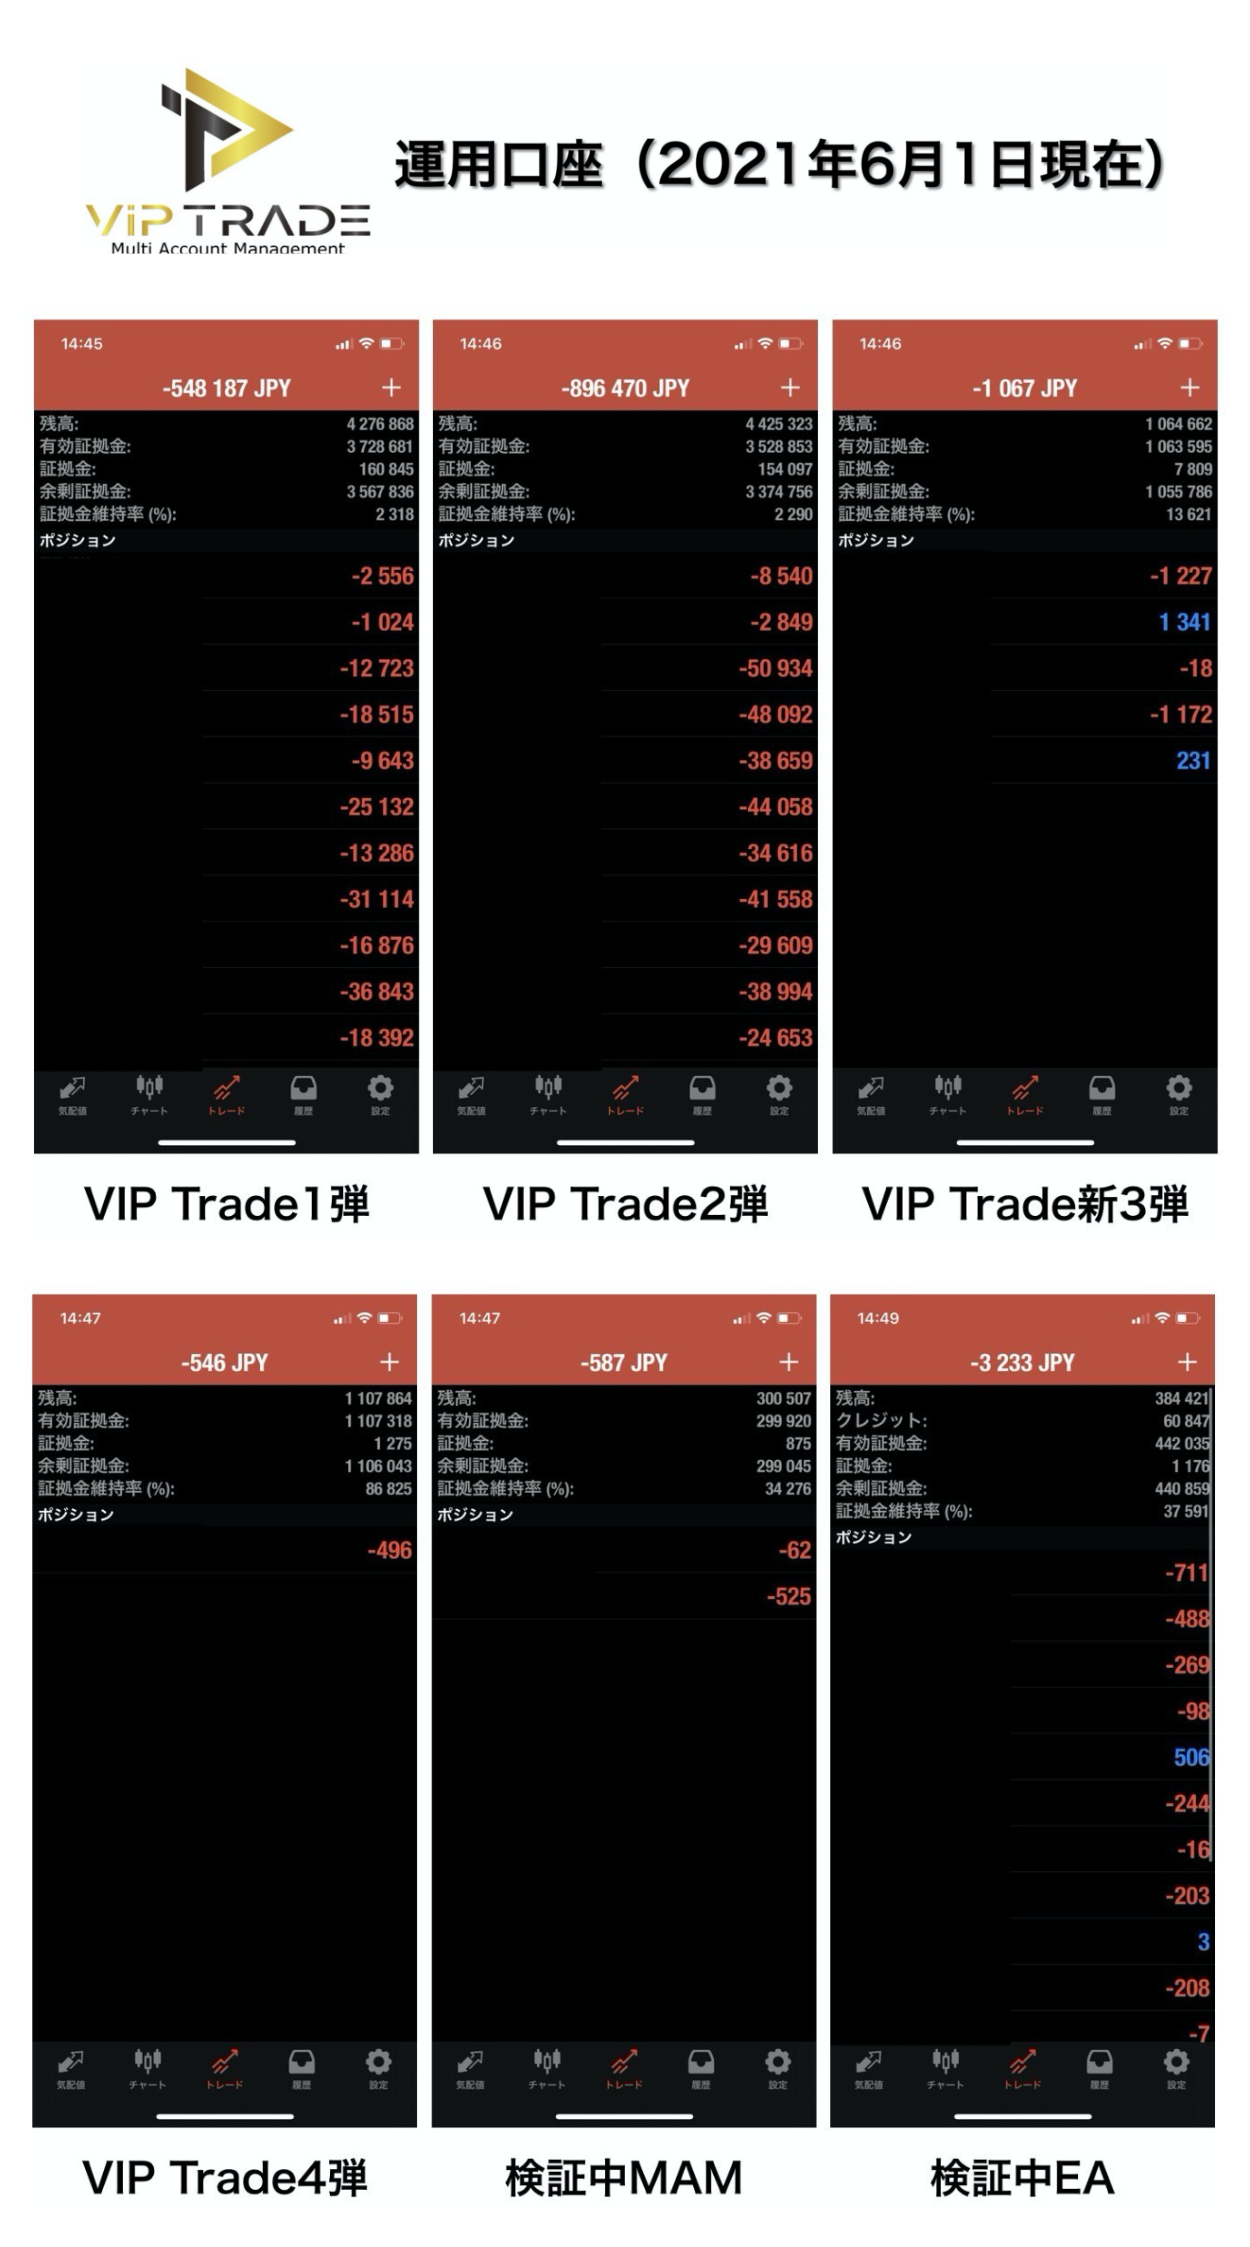 VIP TRADE
Multi Account Management
運用口座（2021年6月1日現在）
14:45
-548 187 JPY
+
残高: 4 276 868
有効証拠金: 3 728 681
証拠金: 160 845
余剰証拠金: 3 567 836
証拠金維持率 (%): 2 318
ポジション
-2 556
-1 024
-12 723
-18 515
-9 643
-25 132
-13 286
-31 114
-16 876
-36 843
-18 392
気配値 チャート トレード 履歴 設定
VIP Trade1弾
14:46
-896 470 JPY
+
残高: 4 425 323
有効証拠金: 3 528 853
証拠金: 154 097
余剰証拠金: 3 374 756
証拠金維持率 (%): 2 290
ポジション
-8 540
-2 849
-50 934
-48 092
-38 659
-44 058
-34 616
-41 558
-29 609
-38 994
-24 653
気配値 チャート トレード 履歴 設定
VIP Trade2弾
14:46
-1 067 JPY
+
残高: 1 064 662
有効証拠金: 1 063 595
証拠金: 7 809
余剰証拠金: 1 055 786
証拠金維持率 (%): 13 621
ポジション
-1 227
1 341
-18
-1 172
231
気配値 チャート トレード 履歴 設定
VIP Trade新3弾
14:47
-546 JPY
+
残高: 1 107 864
有効証拠金: 1 107 318
証拠金: 1 275
余剰証拠金: 1 106 043
証拠金維持率 (%): 86 825
ポジション
-496
気配値 チャート トレード 履歴 設定
VIP Trade4弾
14:47
-587 JPY
+
残高: 300 507
有効証拠金: 299 920
証拠金: 875
余剰証拠金: 299 045
証拠金維持率 (%): 34 276
ポジション
-62
-525
気配値 チャート トレード 履歴 設定
検証中MAM
14:49
-3 233 JPY
+
残高: 384 421
クレジット: 60 847
有効証拠金: 442 035
証拠金: 1 176
余剰証拠金: 440 859
証拠金維持率 (%): 37 591
ポジション
-711
-488
-269
-98
506
-244
-16
-203
3
-208
-7
気配値 チャート トレード 履歴 設定
検証中EA